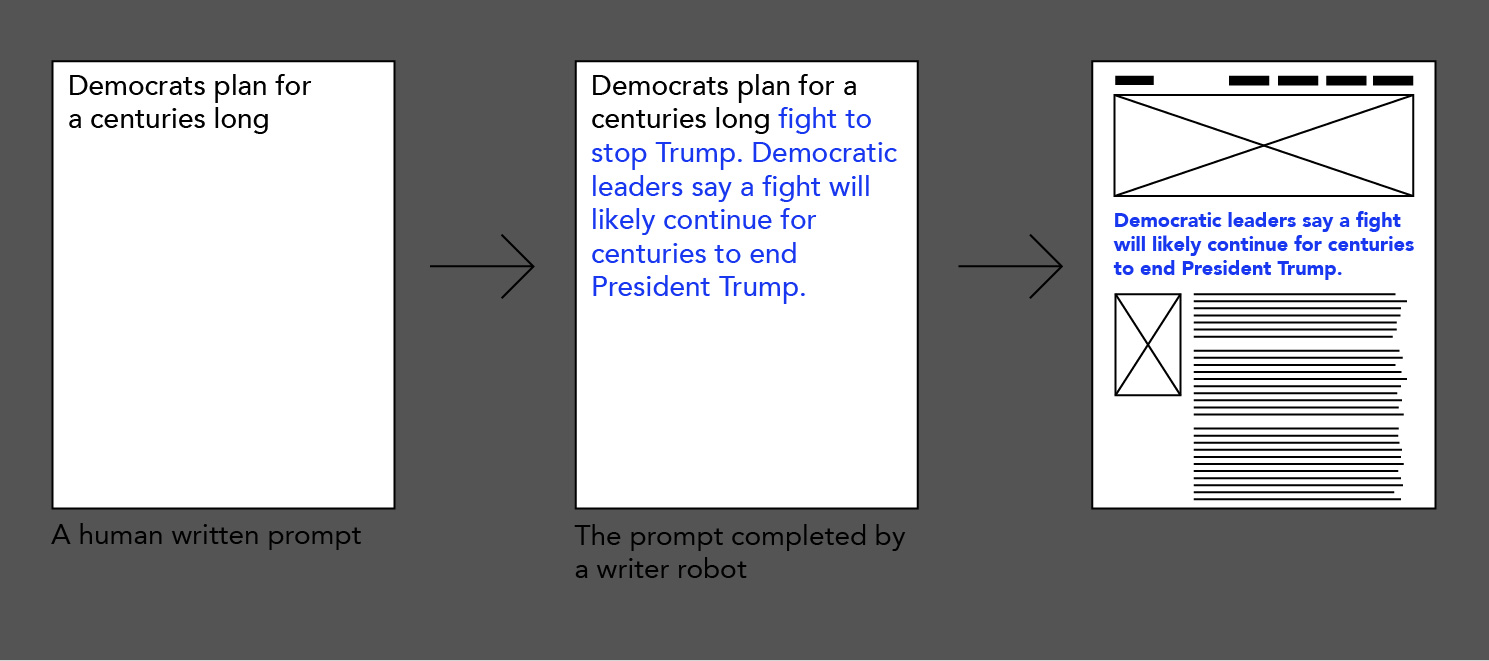 Democrats plan for
a centuries long
A human written prompt
Democrats plan for a
centuries long fight to
stop Trump. Democratic
leaders say a fight will
likely continue for
centuries to end
President Trump.
The prompt completed by
a writer robot
Democratic leaders say a fight
will likely continue for centuries
to end President Trump.